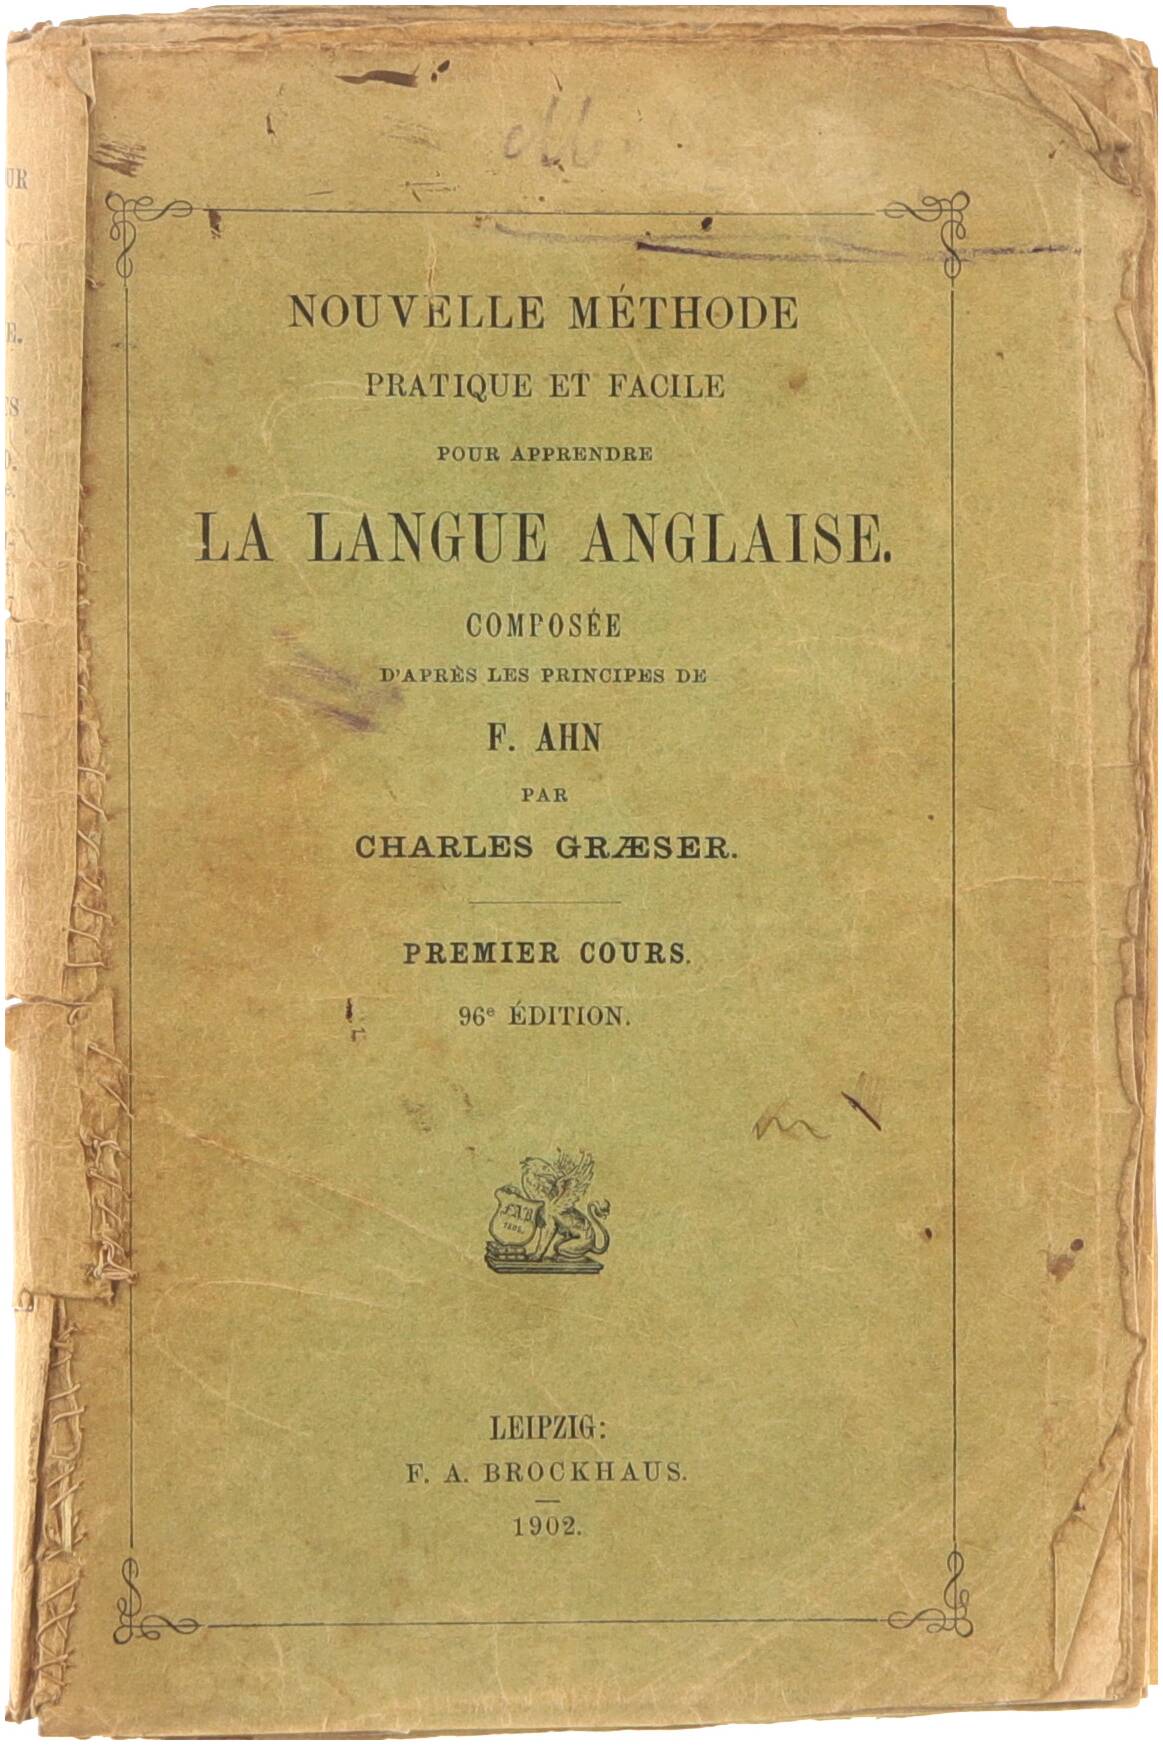 NOUVELLE MÉTHODE
PRATIQUE ET FACILE
POUR APPRENDRE
LA LANGUE ANGLAISE.
COMPOSÉE
D'APRÈS LES PRINCIPES DE
F. AHN
PAR
CHARLES GRÆSER.
PREMIER COURS.
96e ÉDITION.
F.A.B.
LEIPZIG:
F. A. BROCKHAUS.
1902.